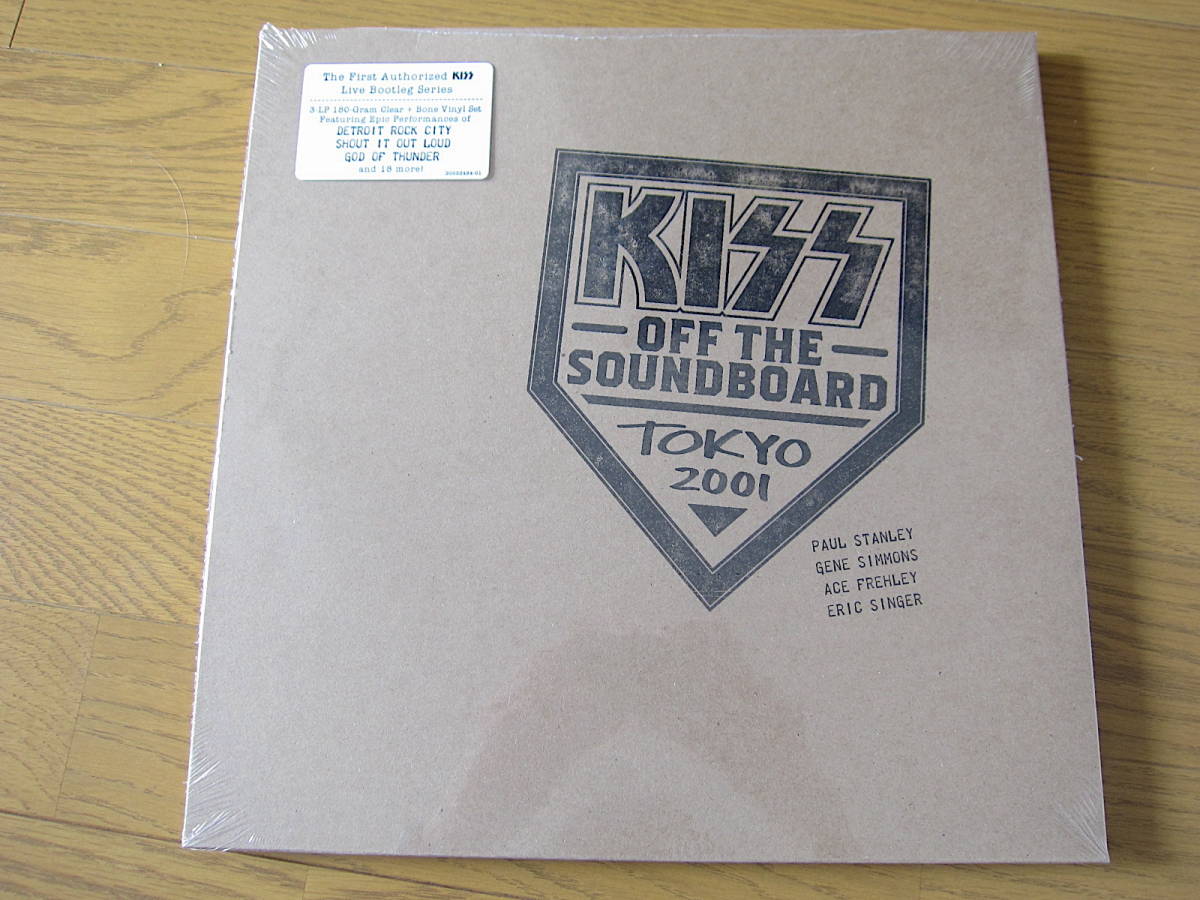 The First Authorized KISS
Live Bootleg Series
3-LP 180-Gram Clear + Bone Vinyl Set
Featuring Epic Performances of
DETROIT ROCK CITY
SHOUT IT OUT LOUD
GOD OF THUNDER
and 18 more!
KISS
OFF THE
SOUNDBOARD
TOKYO
2001
PAUL STANLEY
GENE SIMMONS
ACE FREHLEY
ERIC SINGER